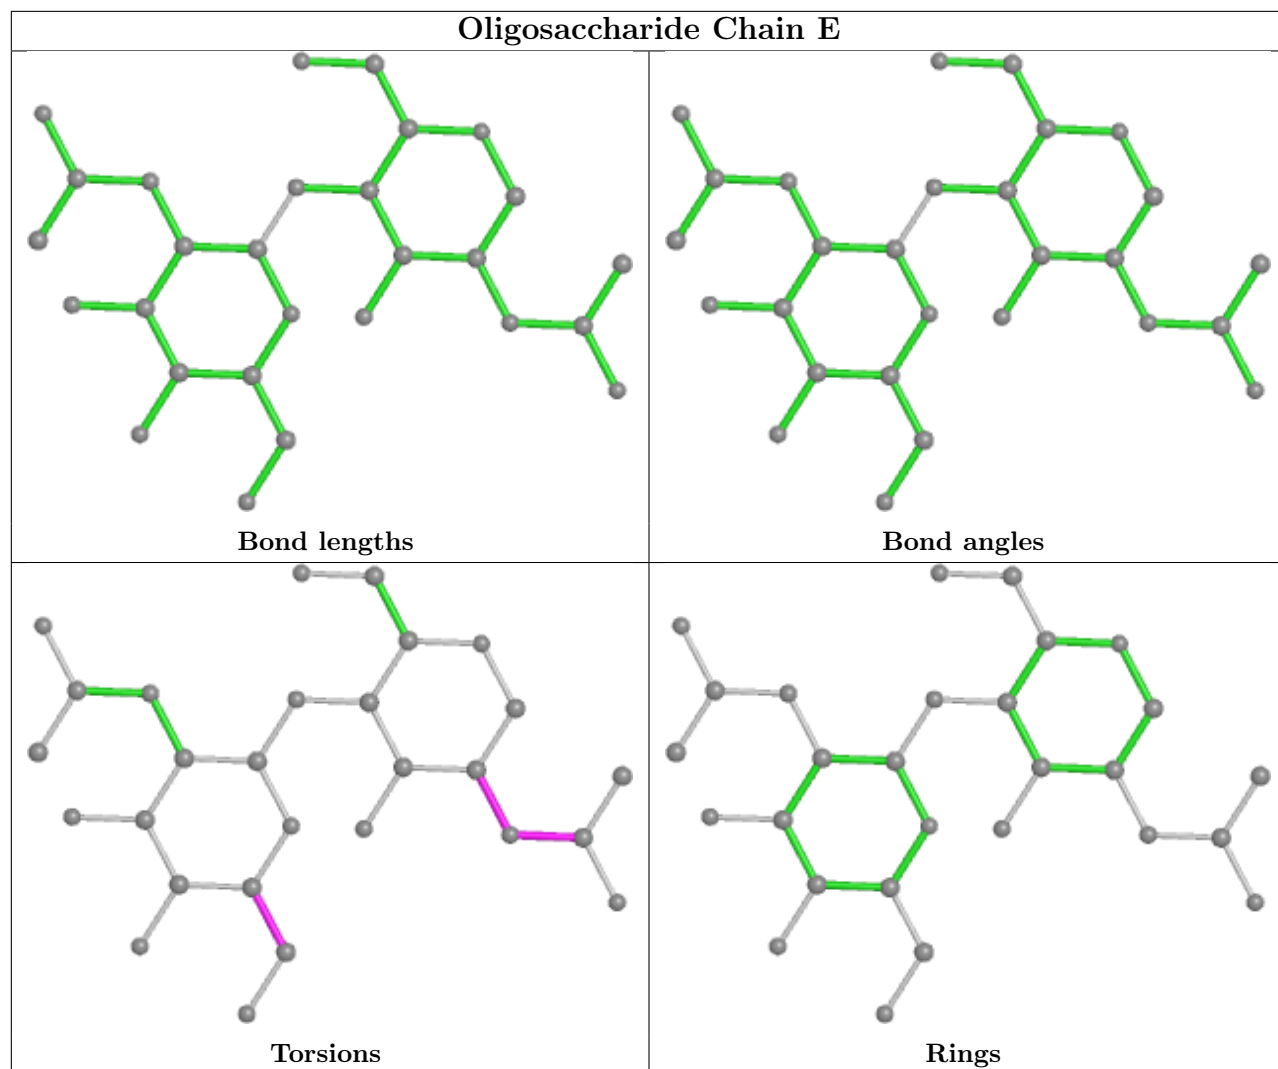 Oligosaccharide Chain E
Bond lengths
Bond angles
Torsions
Rings